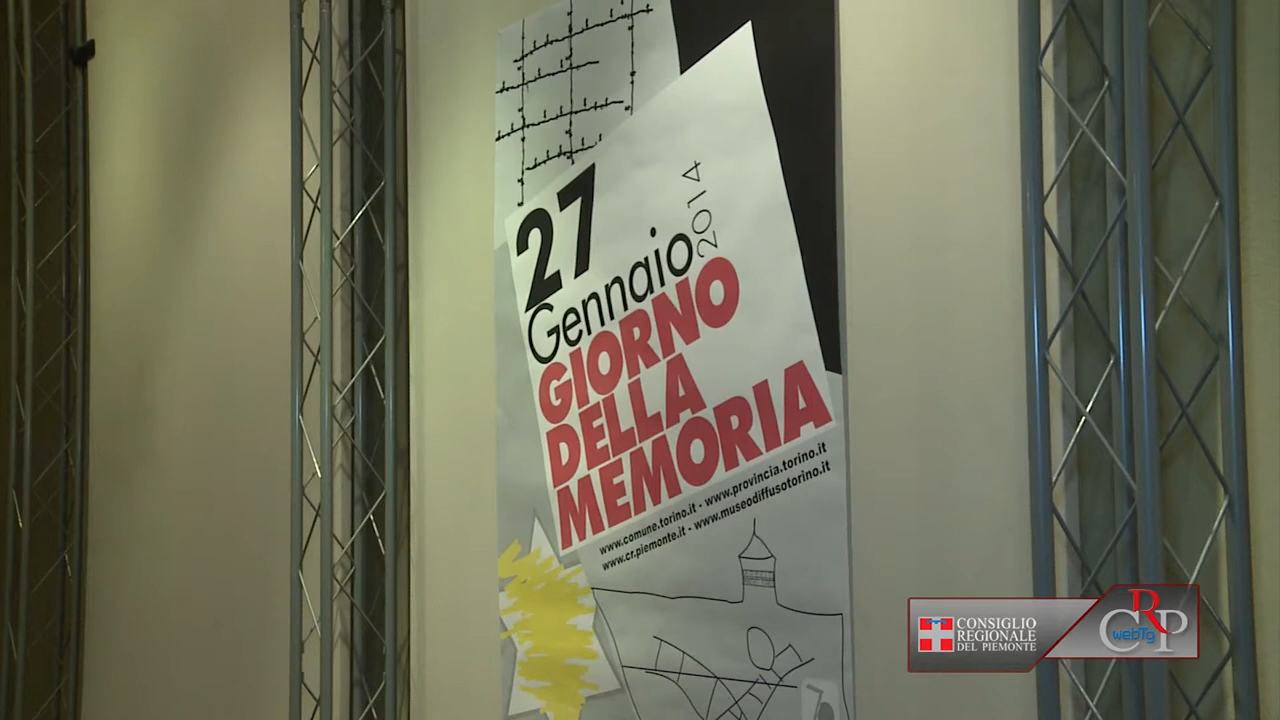 27
Gennaio 2014
GIORNO
DELLA
MEMORIA
www.comune.torino.it - www.provincia.torino.it
www.cr.piemonte.it - www.museodiffusotorino.it
CONSIGLIO
REGIONALE
DEL PIEMONTE
CRP
webTg